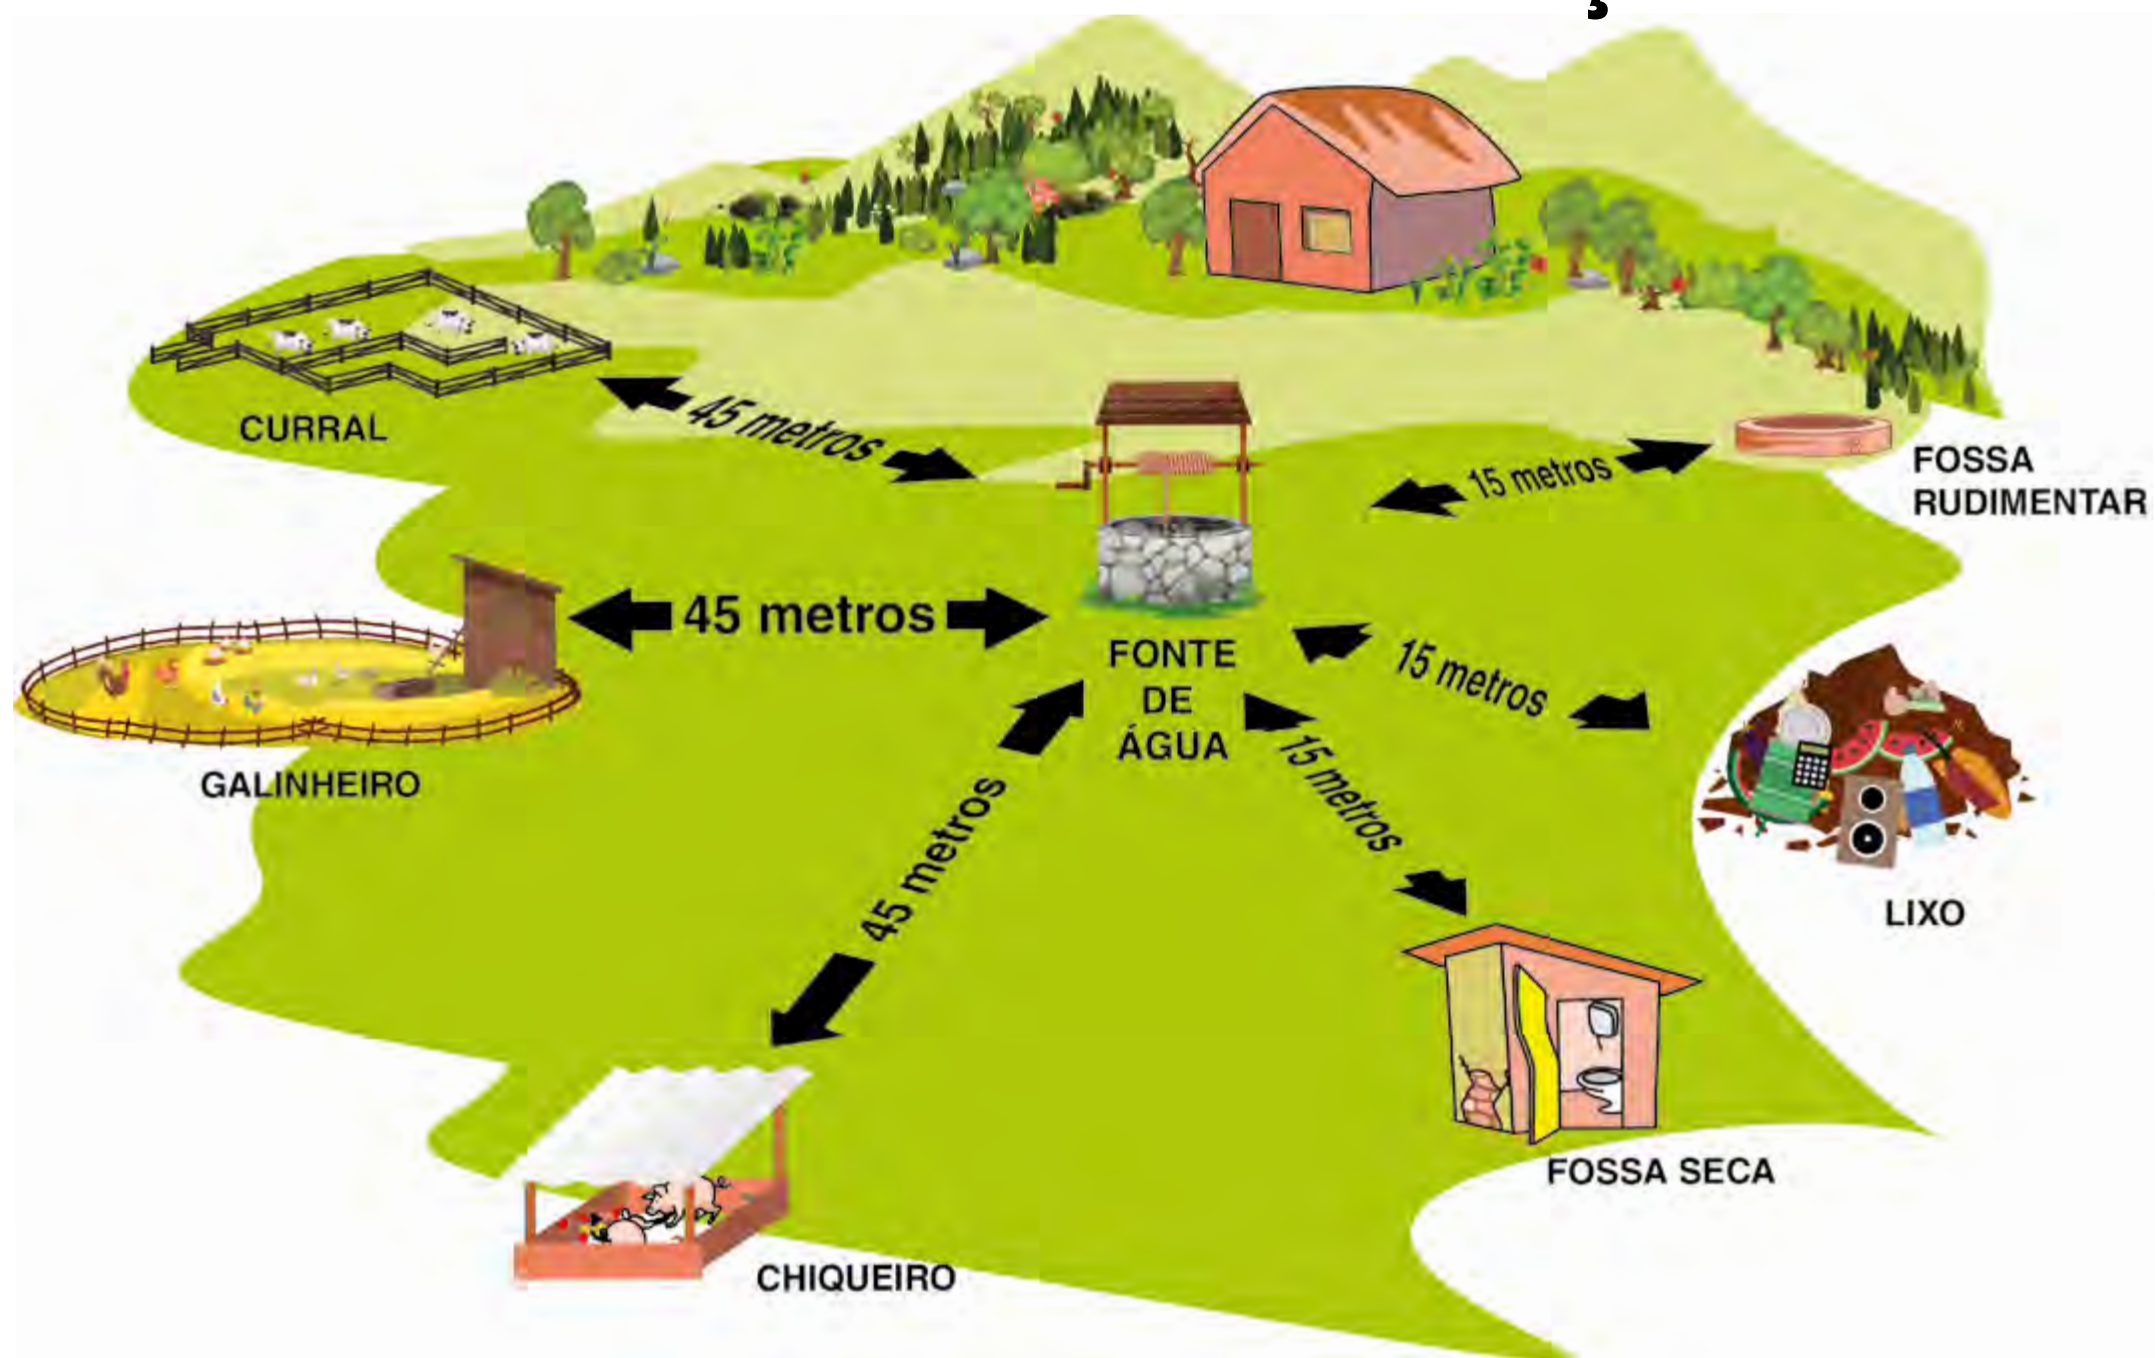 CURRAL
45 metros
15 metros
FOSSA
RUDIMENTAR
45 metros
FONTE
DE
ÁGUA
15 metros
GALINHEIRO
45 metros
15 metros
LIXO
FOSSA SECA
CHIQUEIRO